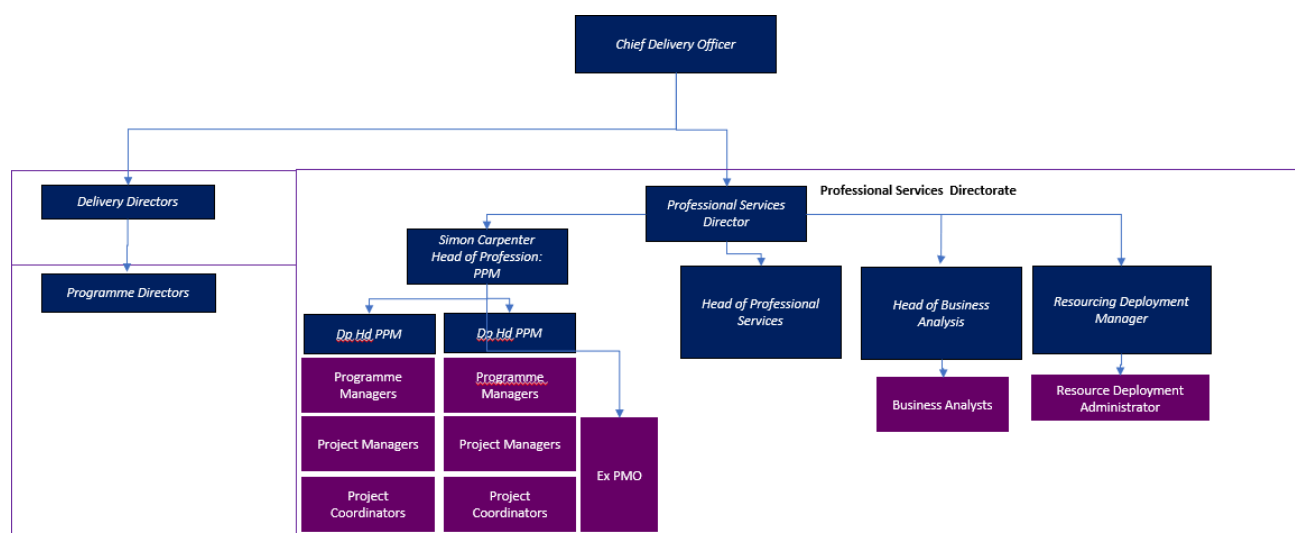 Chief Delivery Officer
Professional Services Directorate
Delivery Directors
Professional Services
Director
Simon Carpenter
Head of Profession:
PPM
Programme Directors
Head of Professional
Services
Head of Business
Analysis
Resourcing Deployment
Manager
Dp Hd PPM
Dp Hd PPM
Programme
Managers
Programme
Managers
Business Analysts
Resource Deployment
Administrator
Project Managers
Project Managers
Ex PMO
Project
Coordinators
Project
Coordinators